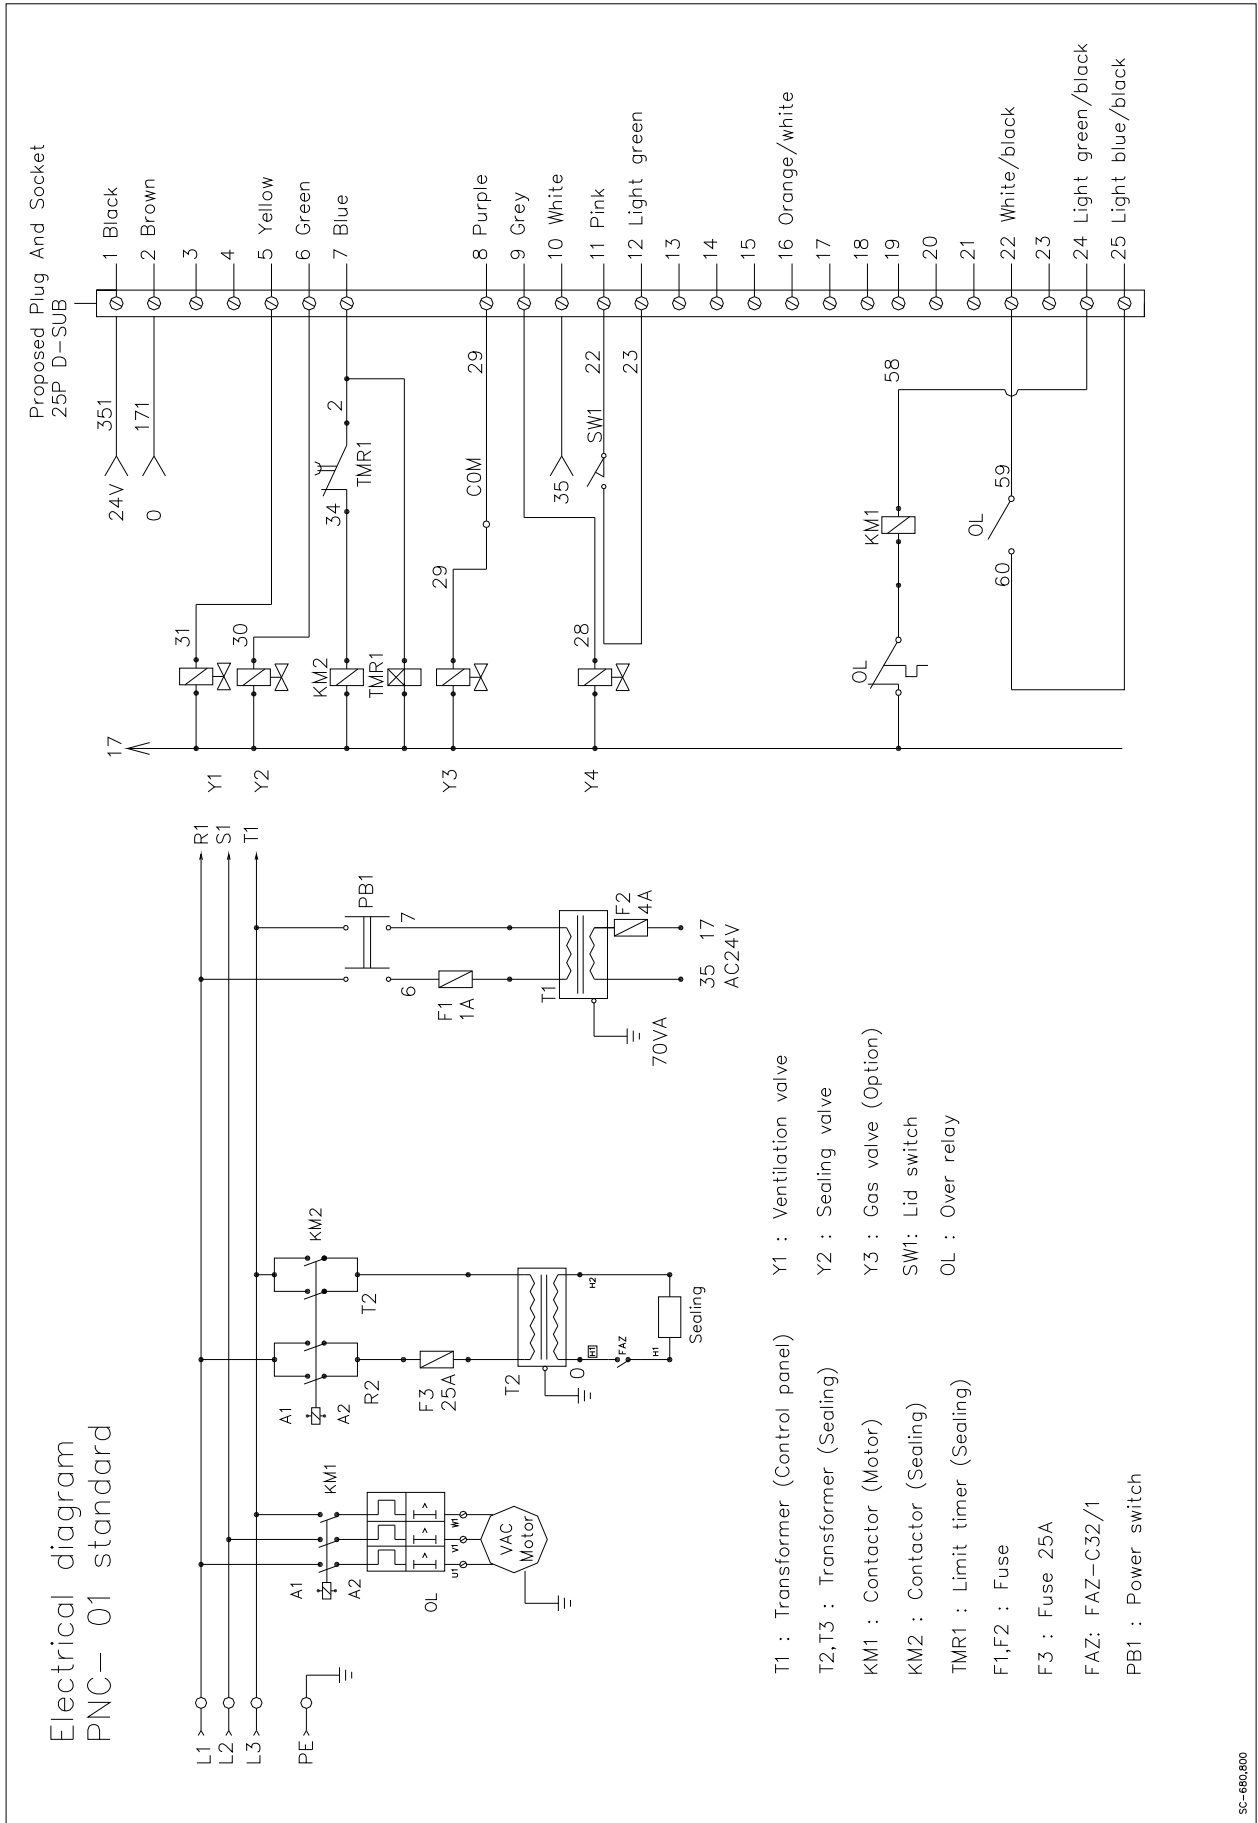 Electrical diagram
PNC- 01 standard
L1
L2
L3
PE
R1
S1
T1
A1
A2
KM1
OL
U1
V1
W1
VAC
Motor
A1
A2
KM2
R2
T2
F3
25A
T2
0
H1
FAZ
H1
H2
Sealing
PB1
6
7
F1
1A
T1
F2
4A
70VA
35 17
AC24V
T1 : Transformer (Control panel)
T2,T3 : Transformer (Sealing)
KM1 : Contactor (Motor)
KM2 : Contactor (Sealing)
TMR1 : Limit timer (Sealing)
F1,F2 : Fuse
F3 : Fuse 25A
FAZ: FAZ-C32/1
PB1 : Power switch
Y1 : Ventilation valve
Y2 : Sealing valve
Y3 : Gas valve (Option)
SW1: Lid switch
OL : Over relay
17
Y1
Y2
Y3
Y4
31
30
KM2
TMR1
34
TMR1
2
29
COM
29
28
24V
351
0
171
35
SW1
22
23
OL
KM1
58
OL
60
59
Proposed Plug And Socket
25P D-SUB
1 Black
2 Brown
3
4
5 Yellow
6 Green
7 Blue
8 Purple
9 Grey
10 White
11 Pink
12 Light green
13
14
15
16 Orange/white
17
18
19
20
21
22 White/black
23
24 Light green/black
25 Light blue/black
SC-680,800